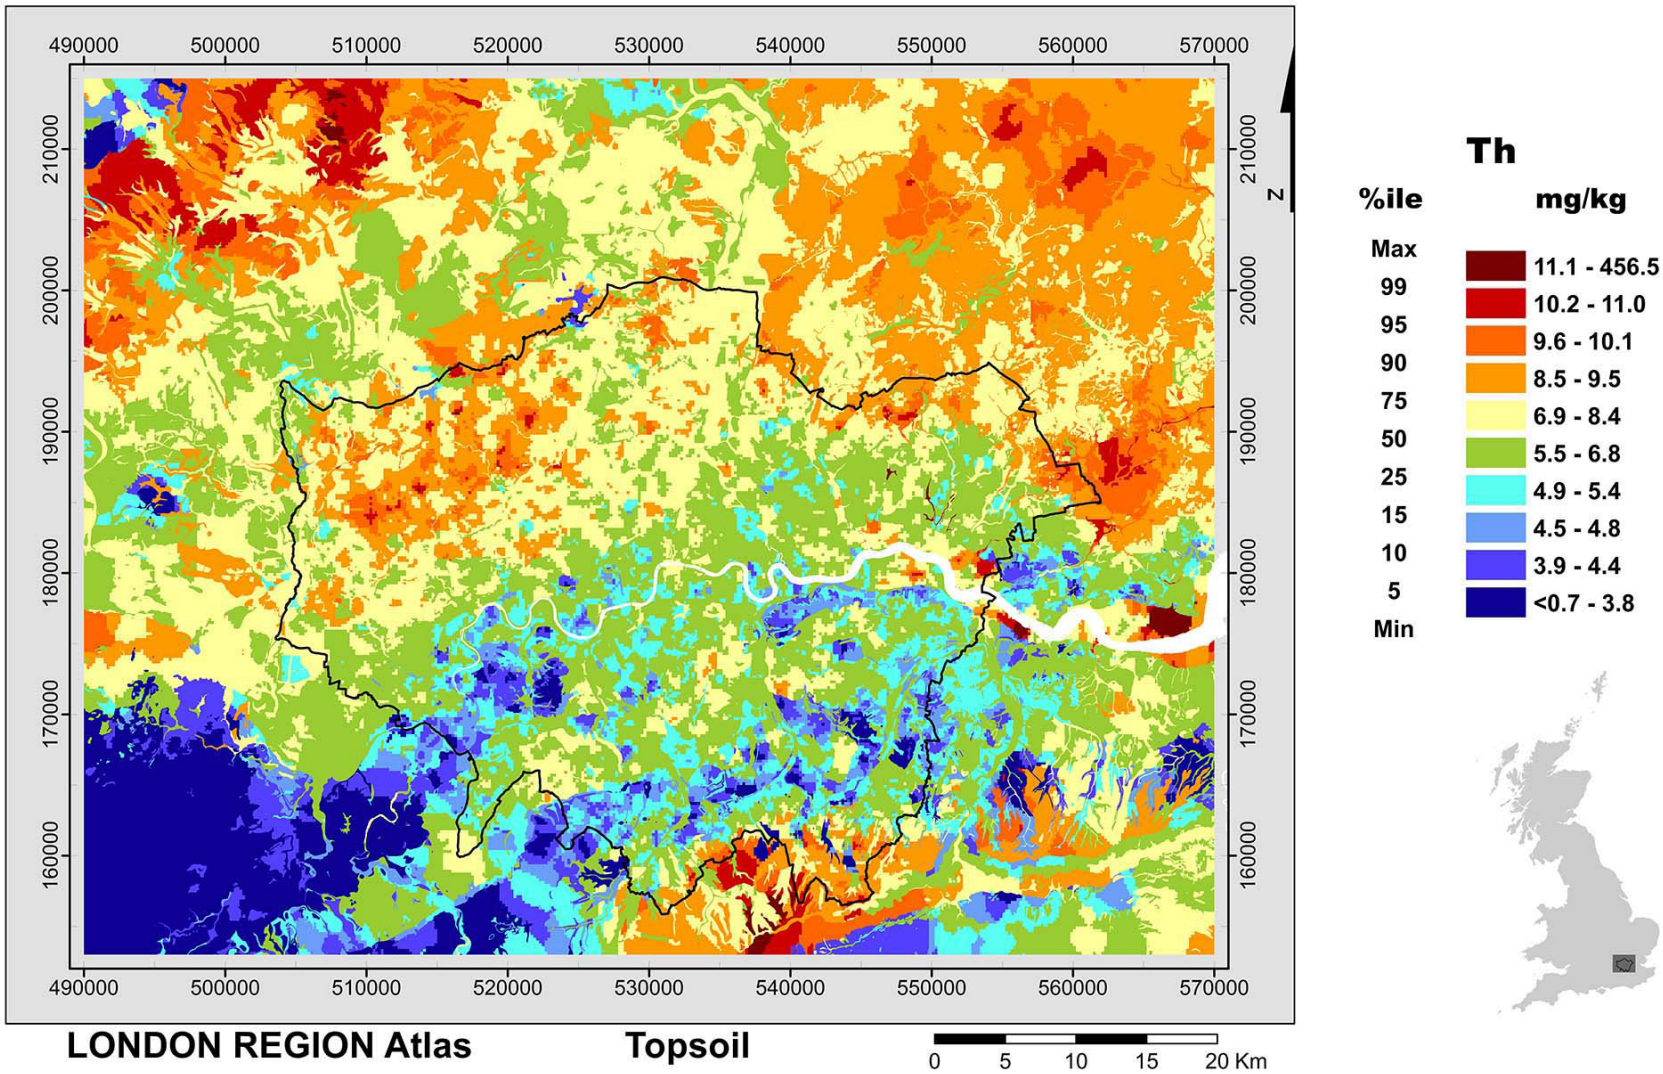 490000 500000 510000 520000 530000 540000 550000 560000 570000
210000
200000
190000
180000
170000
160000
210000
200000
190000
180000
170000
160000
490000 500000 510000 520000 530000 540000 550000 560000 570000
N
Th
%ile mg/kg
Max
11.1 - 456.5
99
10.2 - 11.0
95
9.6 - 10.1
90
8.5 - 9.5
75
6.9 - 8.4
50
5.5 - 6.8
25
4.9 - 5.4
15
4.5 - 4.8
10
3.9 - 4.4
5
<0.7 - 3.8
Min
LONDON REGION Atlas Topsoil
0 5 10 15 20 Km